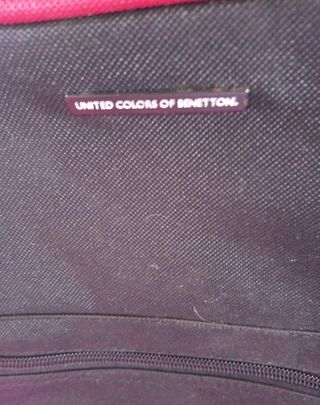 UNITED COLORS OF BENETTON.